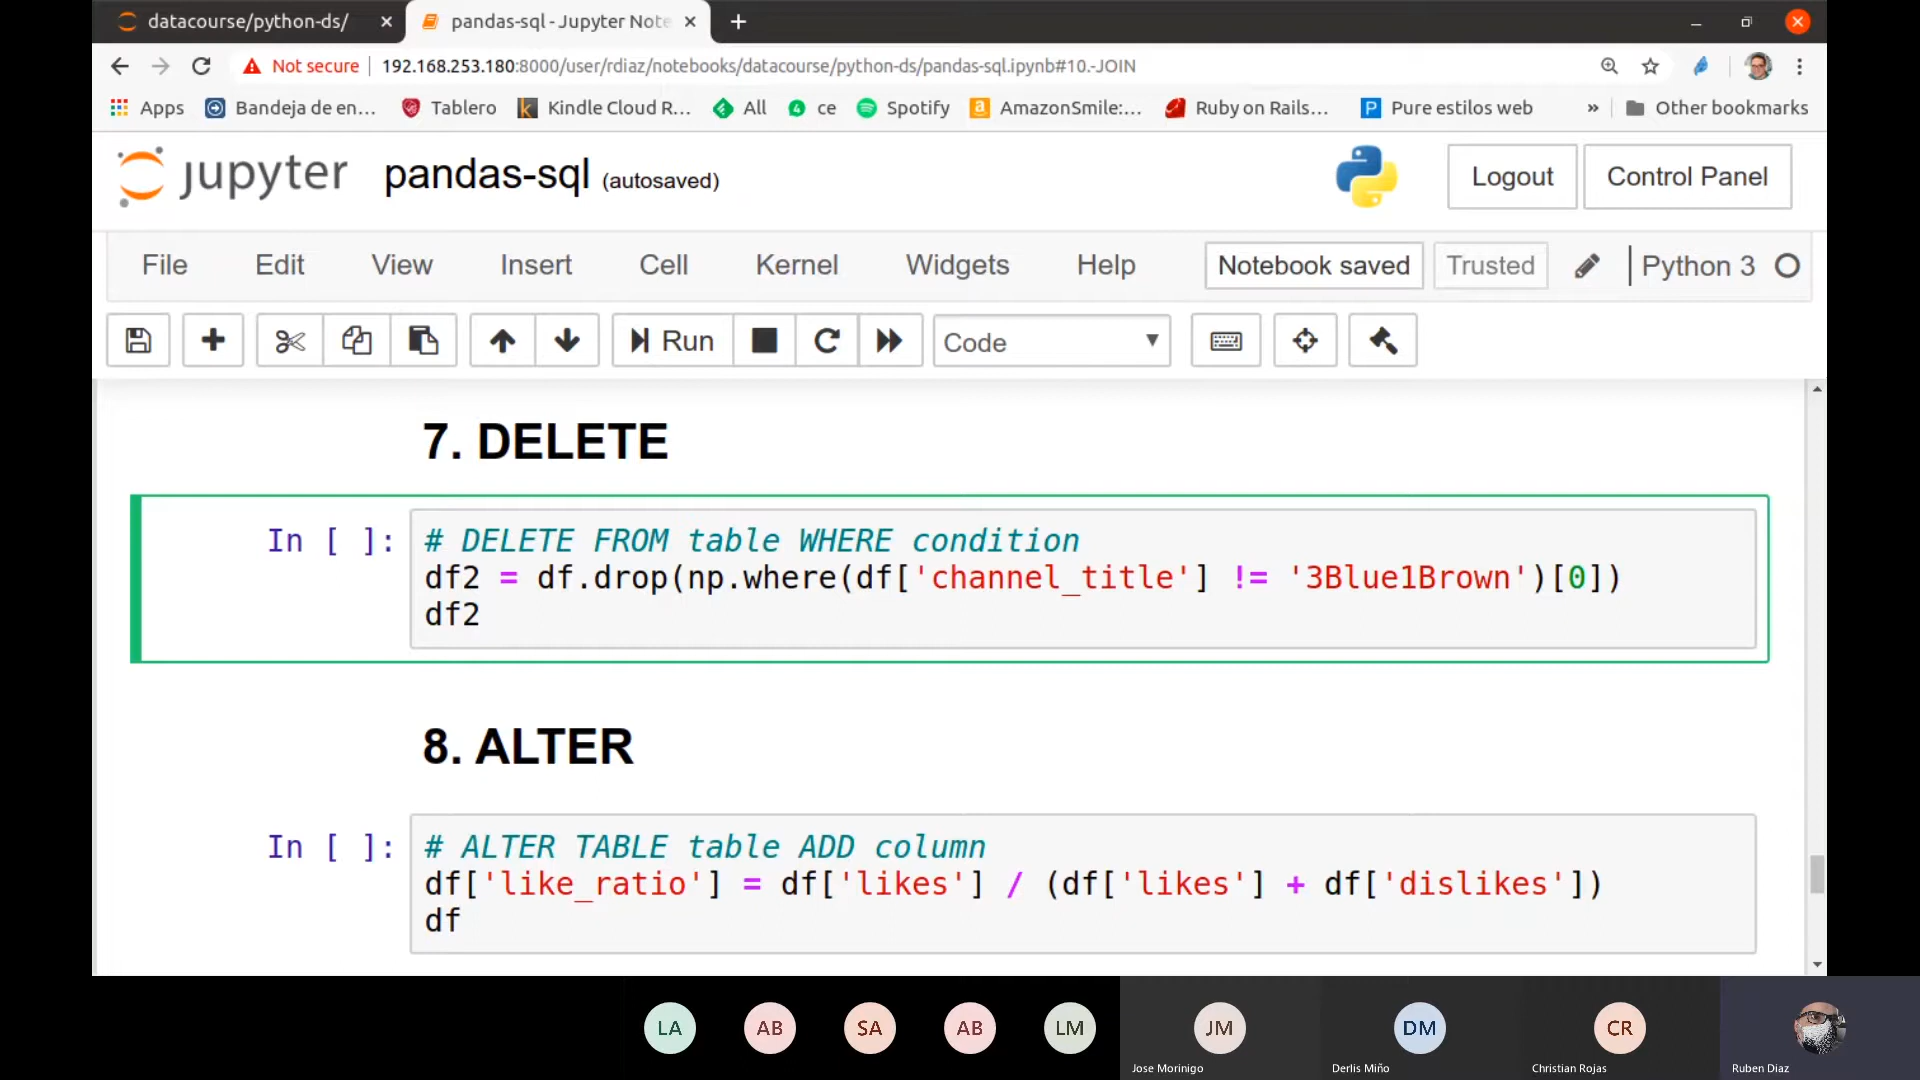 datacourse/python-ds/
pandas-sql - Jupyter Note
Not secure
192.168.253.180:8000/user/rdiaz/notebooks/datacourse/python-ds/pandas-sql.ipynb#10.-JOIN
Apps
Bandeja de en...
Tablero
Kindle Cloud R...
All
ce
Spotify
AmazonSmile:...
Ruby on Rails...
Pure estilos web
»
Other bookmarks
jupyter
pandas-sql (autosaved)
Logout
Control Panel
File
Edit
View
Insert
Cell
Kernel
Widgets
Help
Notebook saved
Trusted
Python 3
Run
Code
7. DELETE
In [ ]:
# DELETE FROM table WHERE condition
df2 = df.drop(np.where(df['channel_title'] != '3Blue1Brown')[0])
df2
8. ALTER
In [ ]:
# ALTER TABLE table ADD column
df['like_ratio'] = df['likes'] / (df['likes'] + df['dislikes'])
df
LA
AB
SA
AB
LM
JM
Jose Morinigo
DM
Derlis Miño
CR
Christian Rojas
Ruben Diaz